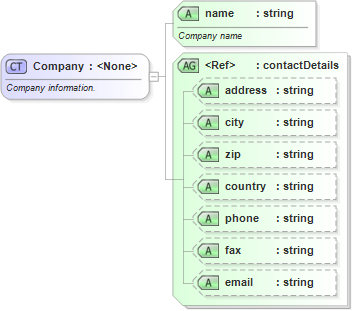 A name : string
Company name
CT Company : <None>
Company information.
AG <Ref> : contactDetails
A address : string
A city : string
A zip : string
A country : string
A phone : string
A fax : string
A email : string